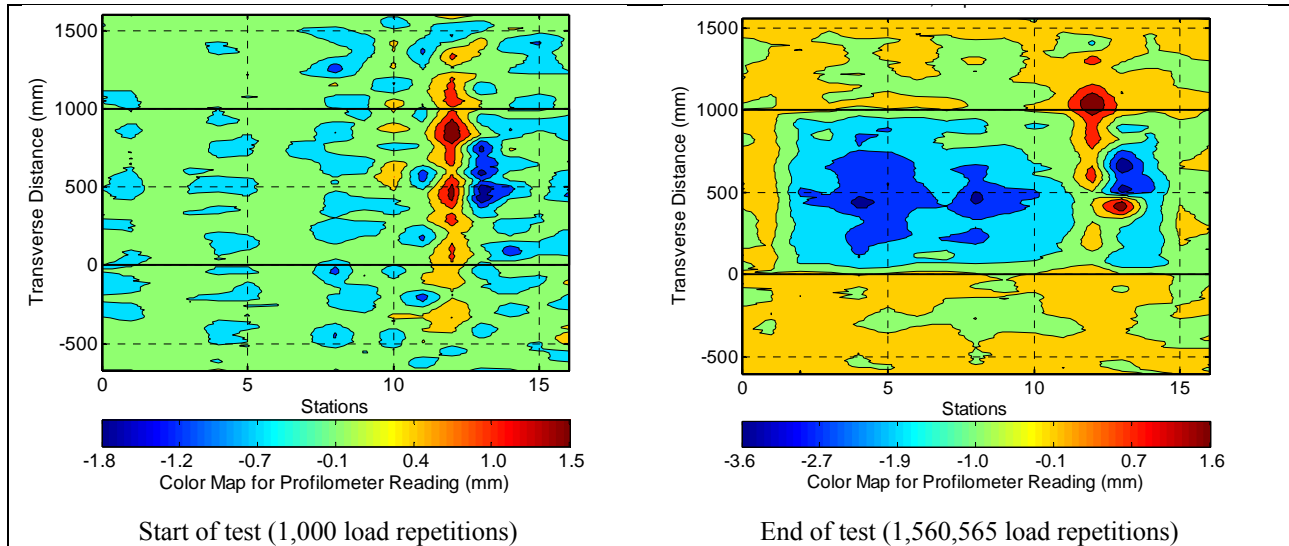 1500
1000
500
0
-500
Transverse Distance (mm)
0 5 10 15
Stations
-1.8 -1.2 -0.7 -0.1 0.4 1.0 1.5
Color Map for Profilometer Reading (mm)
Start of test (1,000 load repetitions)
1500
1000
500
0
-500
Transverse Distance (mm)
0 5 10 15
Stations
-3.6 -2.7 -1.9 -1.0 -0.1 0.7 1.6
Color Map for Profilometer Reading (mm)
End of test (1,560,565 load repetitions)